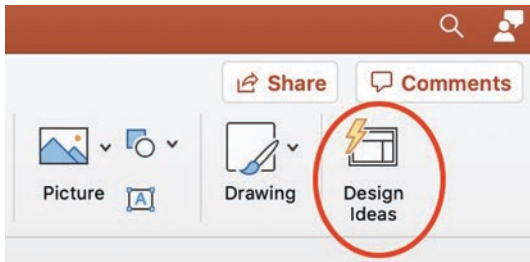 Share
Comments
Picture
A
Drawing
Design
Ideas